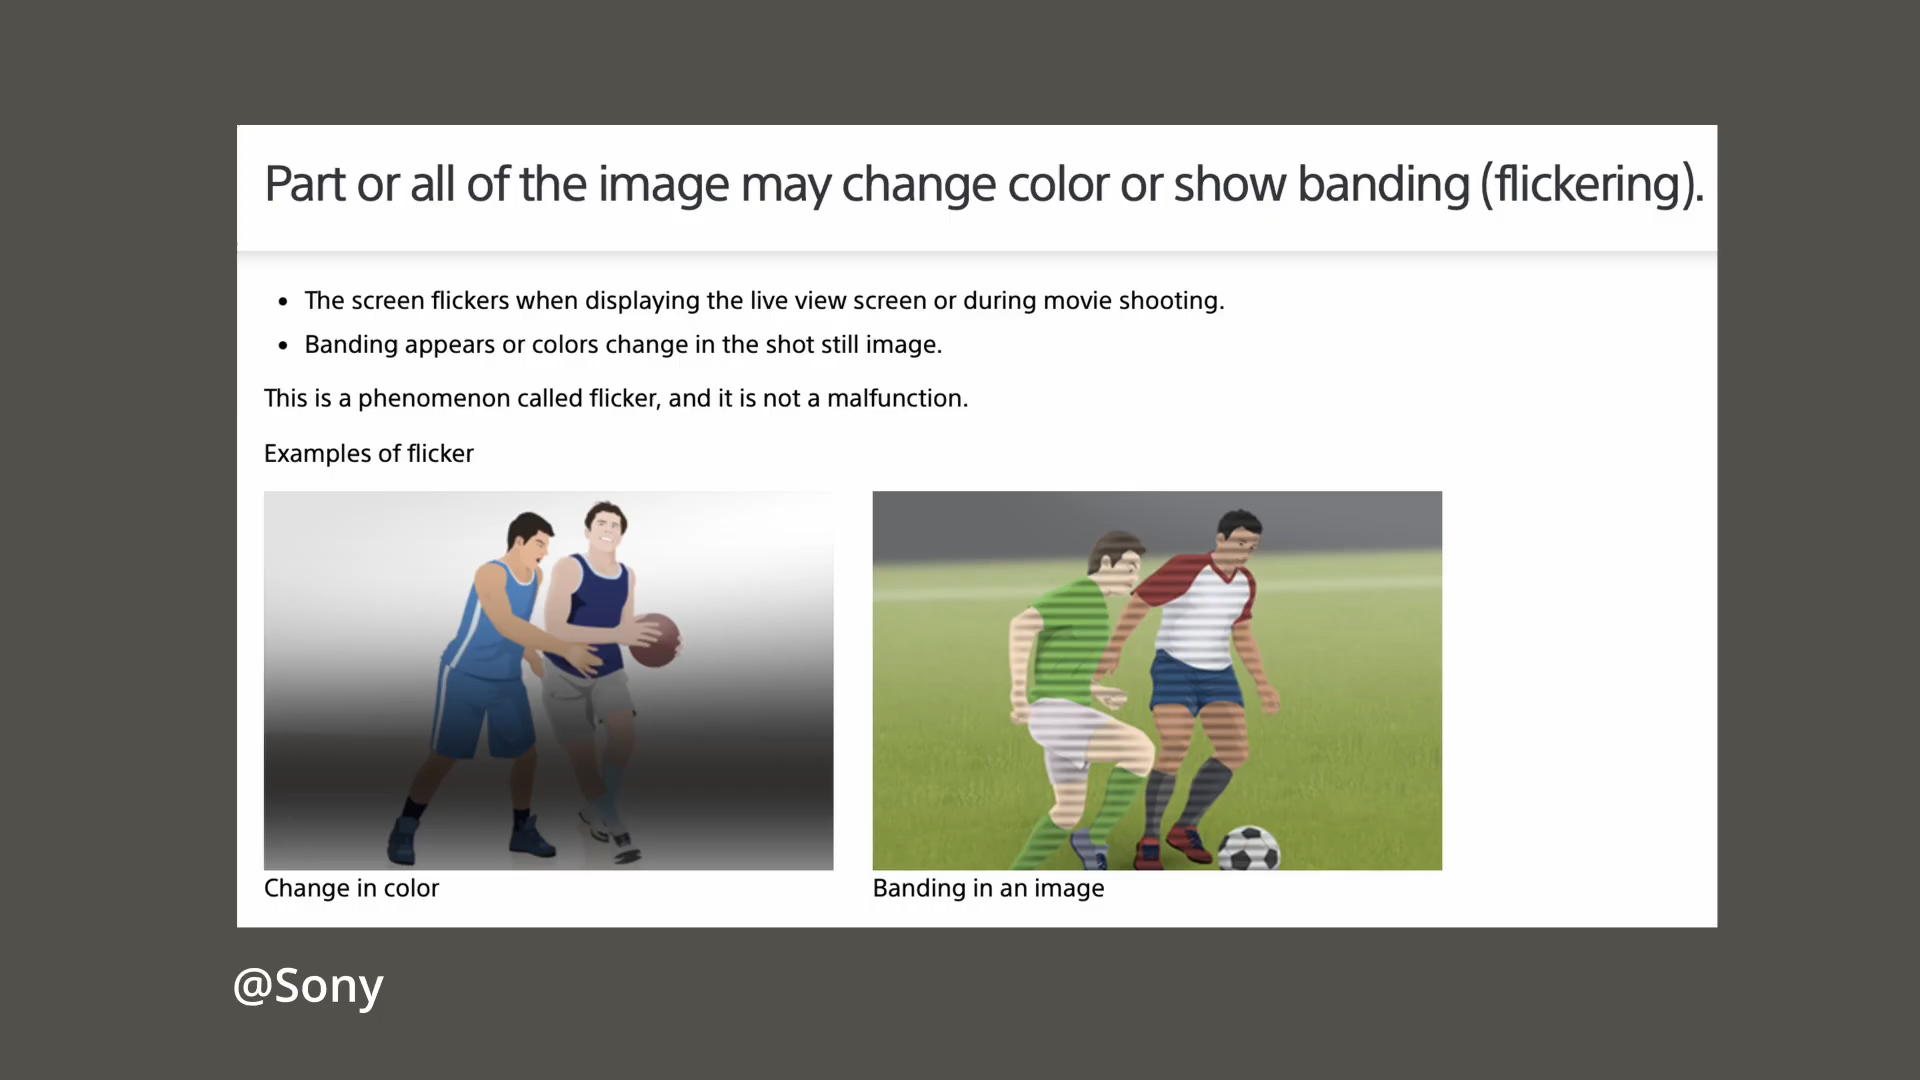 Part or all of the image may change color or show banding (flickering).
• The screen flickers when displaying the live view screen or during movie shooting.
• Banding appears or colors change in the shot still image.
This is a phenomenon called flicker, and it is not a malfunction.
Examples of flicker
Change in color
Banding in an image
@Sony